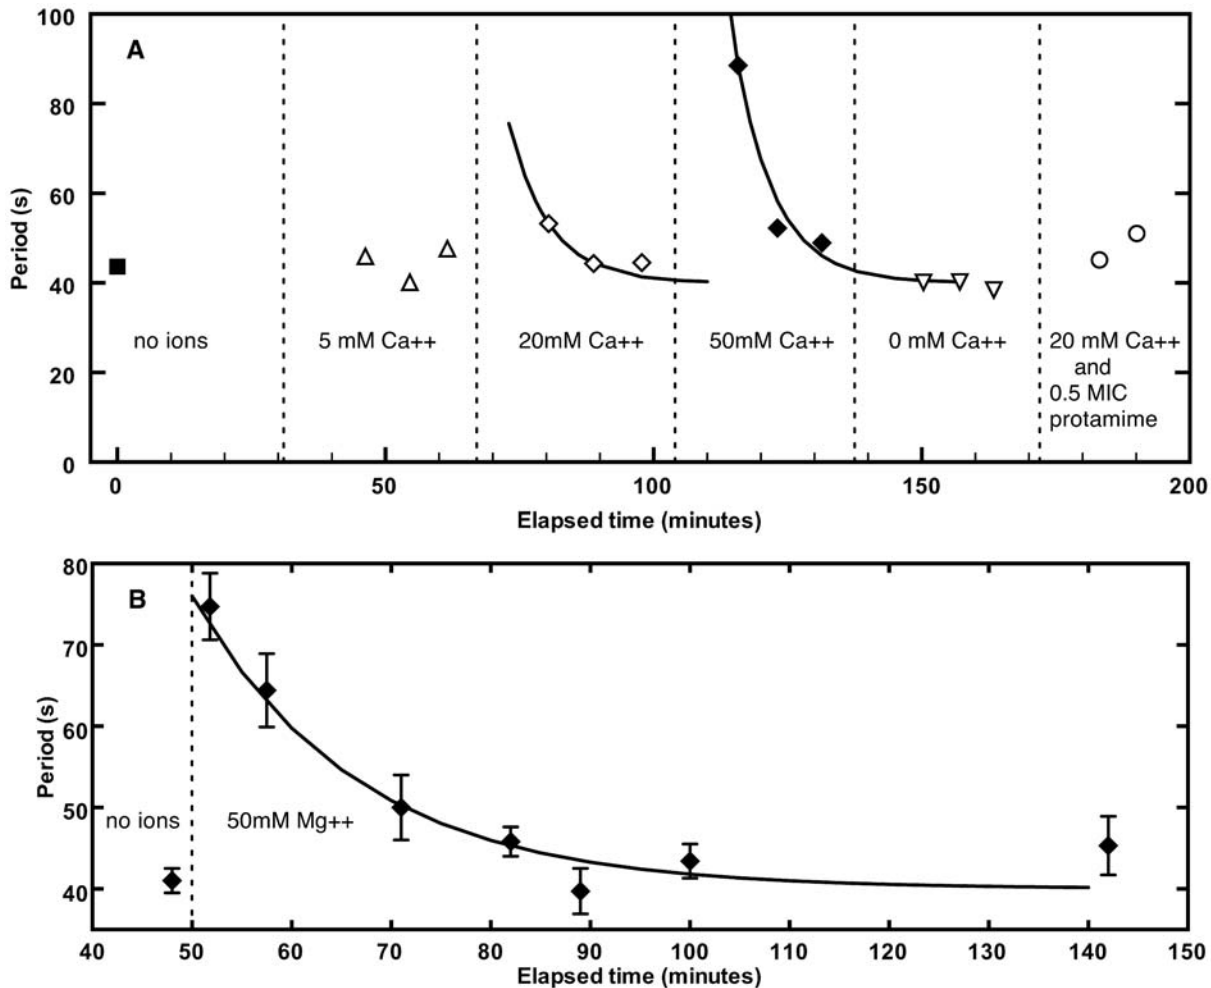 100
A
80
60
Period (s)
40
no ions
5 mM Ca++
20mM Ca++
50mM Ca++
0 mM Ca++
20 mM Ca++
and
0.5 MIC
protamime
20
0
0
50
100
150
200
Elapsed time (minutes)
80
B
70
Period (s)
60
50
no ions
50mM Mg++
40
40
50
60
70
80
90
100
110
120
130
140
150
Elapsed time (minutes)